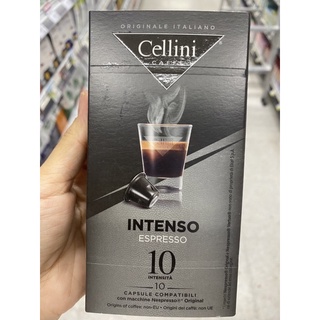 ORIGINALE ITALIANO
Cellini
CAFFÈ
INTENSO
ESPRESSO
10
INTENSITÀ
10
CAPSULE COMPATIBILI
con macchine Nespresso* Original
Origins of coffee: non-EU • Origini del caffè: non UE